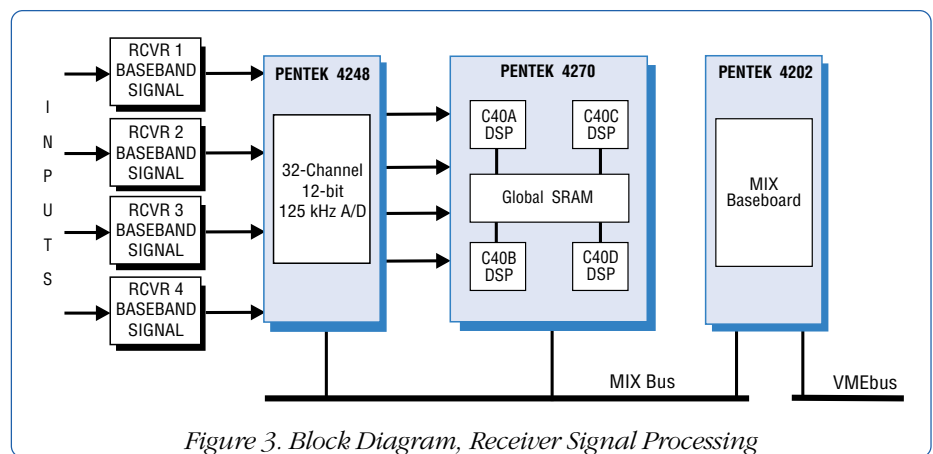 I
N
P
U
T
S
RCVR 1
BASEBAND
SIGNAL
RCVR 2
BASEBAND
SIGNAL
RCVR 3
BASEBAND
SIGNAL
RCVR 4
BASEBAND
SIGNAL
PENTEK 4248
32-Channel
12-bit
125 kHz A/D
PENTEK 4270
C40A
DSP
C40C
DSP
Global SRAM
C40B
DSP
C40D
DSP
PENTEK 4202
MIX
Baseboard
MIX Bus
VMEbus
Figure 3. Block Diagram, Receiver Signal Processing